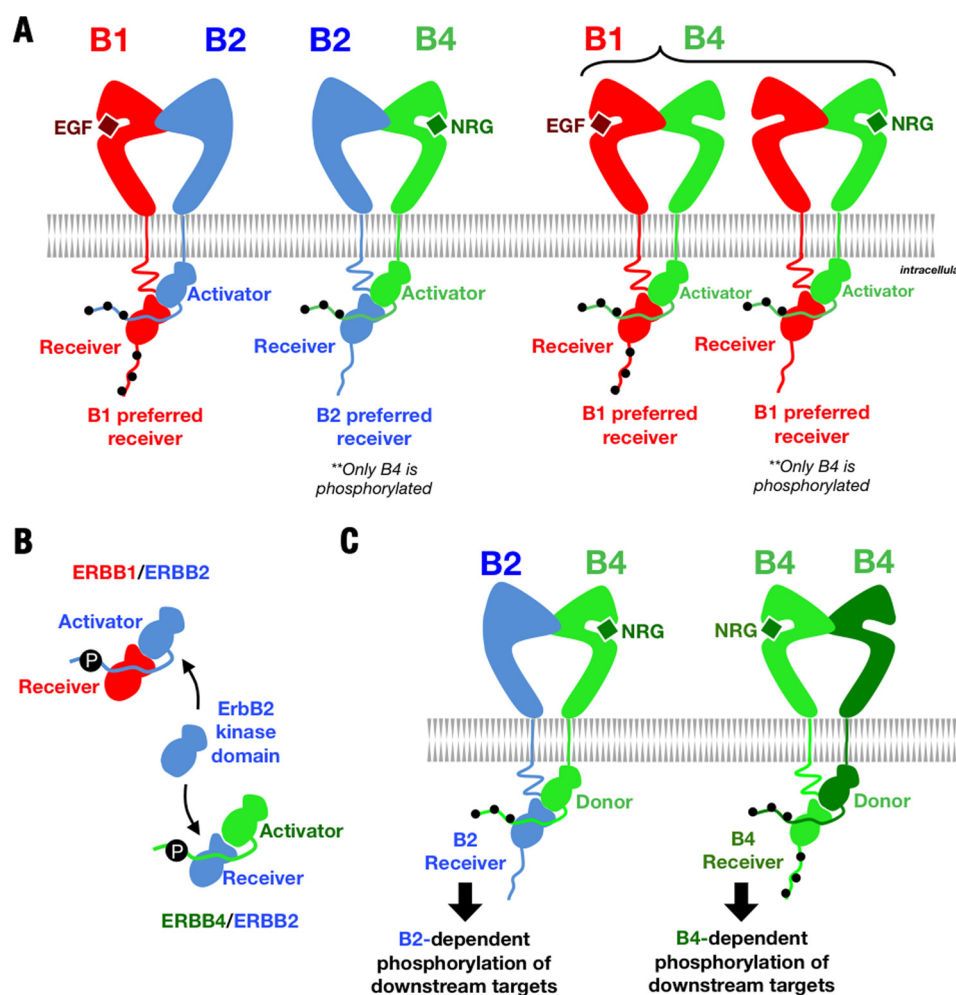 A
B1 B2 B2 B4 B1 B4
EGF NRG EGF NRG
intracellula
Activator Activator Activator Activator
Receiver Receiver Receiver Receiver
B1 preferred
receiver
B2 preferred
receiver
**Only B4 is
phosphorylated
B1 preferred
receiver
B1 preferred
receiver
**Only B4 is
phosphorylated
B
ERBB1/ERBB2
Activator
P
Receiver
ErbB2
kinase
domain
Activator
P
Receiver
ERBB4/ERBB2
C
B2 B4 B4 B4
NRG NRG
Donor Donor
B2
Receiver
B4
Receiver
B2-dependent
phosphorylation of
downstream targets
B4-dependent
phosphorylation of
downstream targets